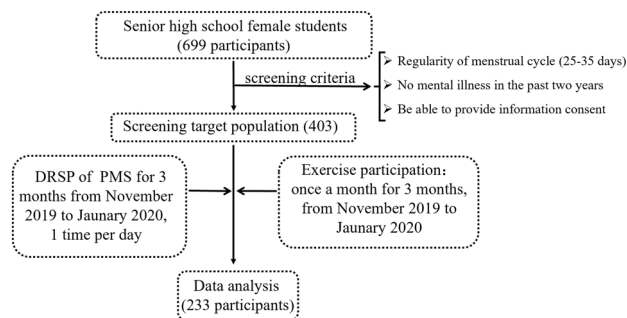 Senior high school female students
(699 participants)
screening criteria
➢ Regularity of menstrual cycle (25-35 days)
➢ No mental illness in the past two years
➢ Be able to provide information consent
Screening target population (403)
DRSP of PMS for 3
months from November
2019 to Jaunary 2020,
1 time per day
Exercise participation：
once a month for 3 months,
from November 2019 to
Jaunary 2020
Data analysis
(233 participants)